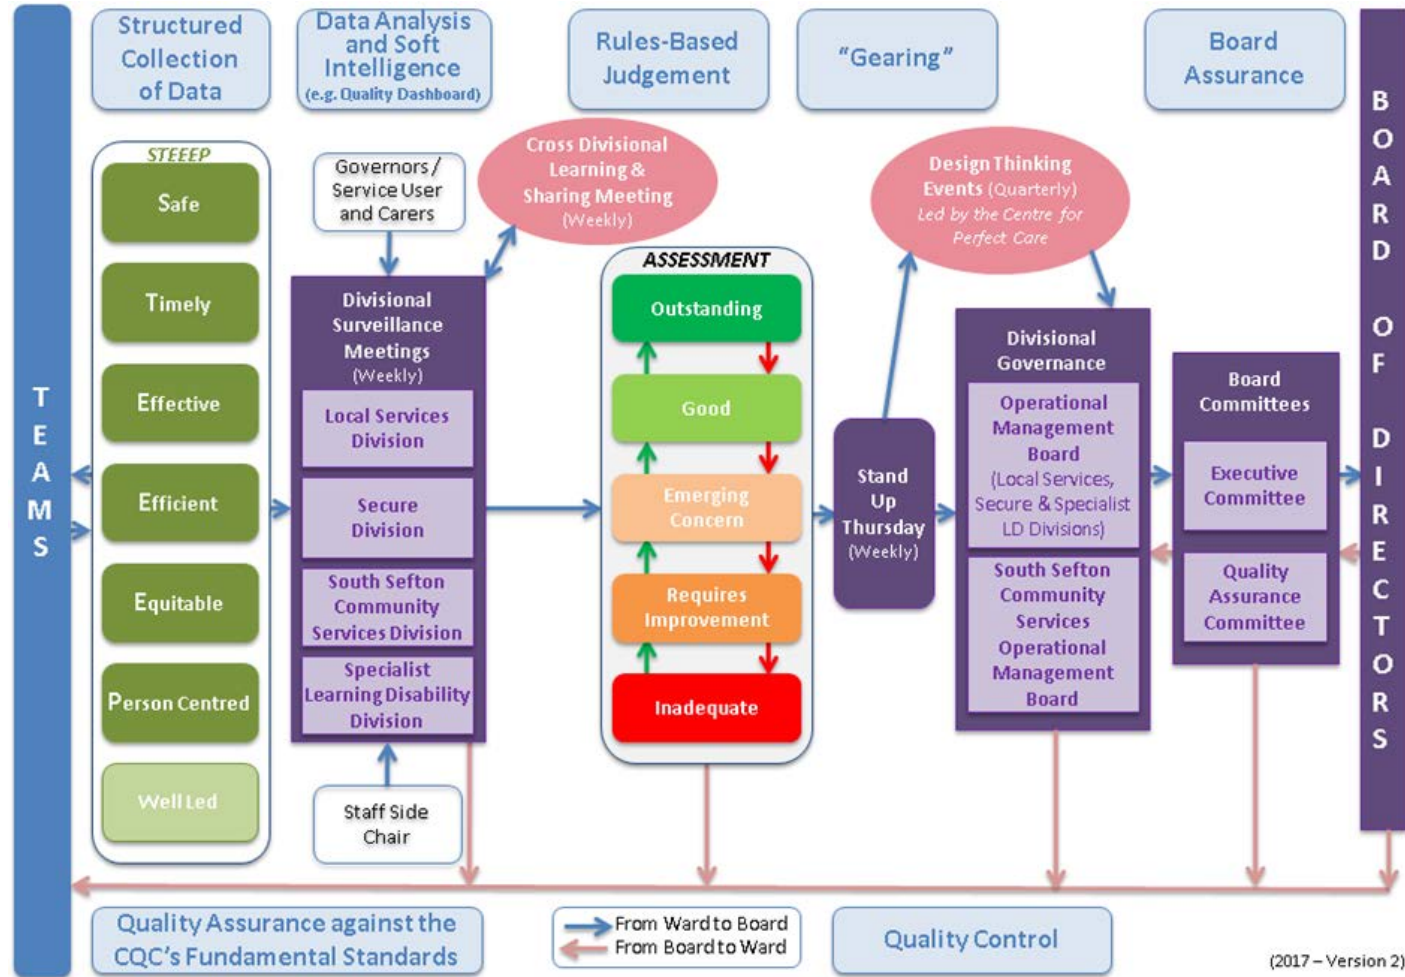 Structured
Collection
of Data
Data Analysis
and Soft
Intelligence
(e.g. Quality Dashboard)
Rules-Based
Judgement
“Gearing”
Board
Assurance
TEAMS
STEEEP
Safe
Timely
Effective
Efficient
Equitable
Person Centred
Well Led
Governors /
Service User
and Carers
Cross Divisional
Learning &
Sharing Meeting
(Weekly)
Divisional
Surveillance
Meetings
(Weekly)
Local Services
Division
Secure
Division
South Sefton
Community
Services Division
Specialist
Learning Disability
Division
Staff Side
Chair
ASSESSMENT
Outstanding
Good
Emerging
Concern
Requires
Improvement
Inadequate
Stand
Up
Thursday
(Weekly)
Design Thinking
Events (Quarterly)
Led by the Centre for
Perfect Care
Divisional
Governance
Operational
Management
Board
(Local Services,
Secure & Specialist
LD Divisions)
South Sefton
Community
Services
Operational
Management
Board
Board
Committees
Executive
Committee
Quality
Assurance
Committee
BOARD OF DIRECTORS
Quality Assurance against the
CQC’s Fundamental Standards
From Ward to Board
From Board to Ward
Quality Control
(2017 – Version 2)